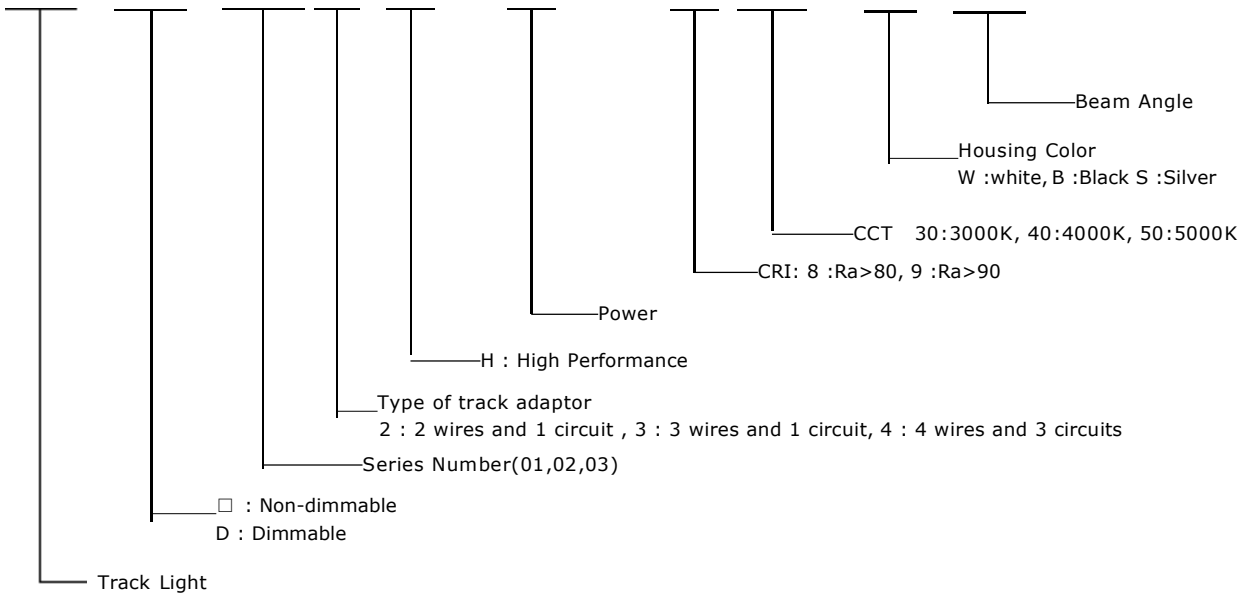 Beam Angle
Housing Color
W :white, B :Black S :Silver
CCT 30:3000K, 40:4000K, 50:5000K
CRI: 8 :Ra>80, 9 :Ra>90
Power
H : High Performance
Type of track adaptor
2 : 2 wires and 1 circuit , 3 : 3 wires and 1 circuit, 4 : 4 wires and 3 circuits
Series Number(01,02,03)
□ : Non-dimmable
D : Dimmable
Track Light